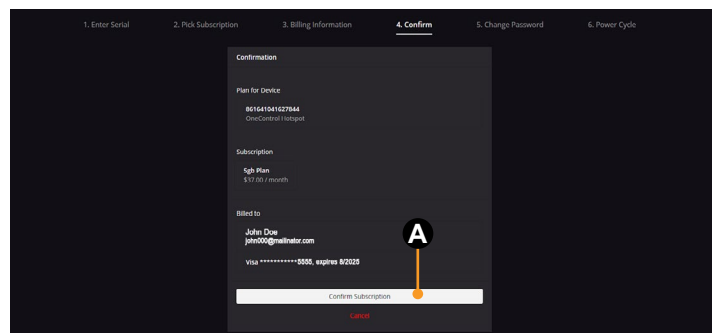 1. Enter Serial 2. Pick Subscription 3. Billing Information 4. Confirm 5. Change Password 6. Power Cycle
Confirmation
Plan for Device
861641041627844
OneControl Hotspot
Subscription
5gb Plan
$37.00 / month
Billed to
John Doe
john000@mailinator.com
A
Visa ***********5555, expires 8/2025
Confirm Subscription
Cancel